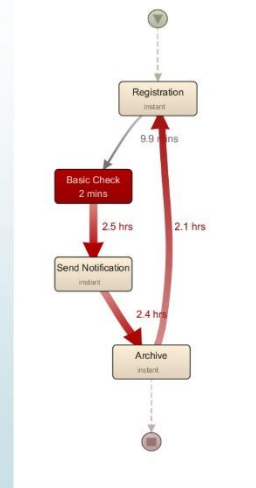 Registration
instant
9.9 mins
Basic Check
2 mins
2.5 hrs
2.1 hrs
Send Notification
instant
2.4 hrs
Archive
instant